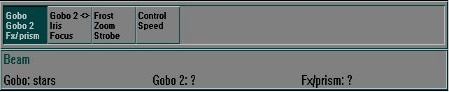 Gobo
Gobo 2
Fx/prism
Gobo 2 <>
Iris
Focus
Frost
Zoom
Strobe
Control
Speed
Beam
Gobo: stars Gobo 2: ? Fx/prism: ?